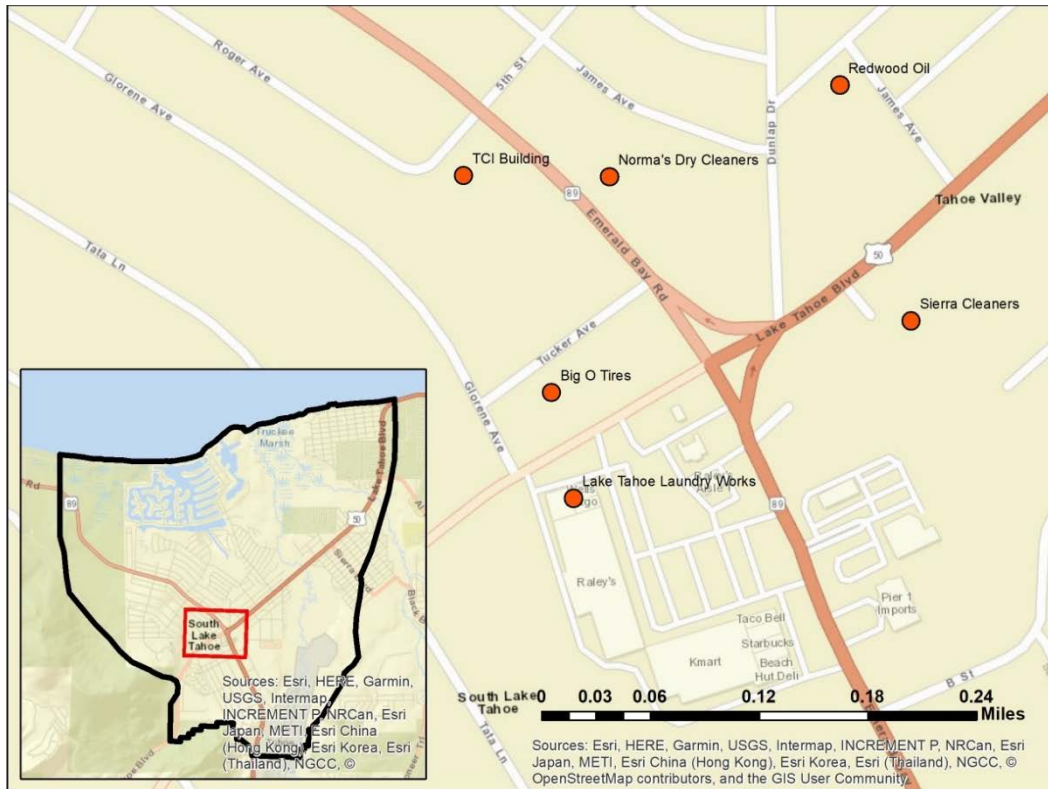 Roger Ave
Glorene Ave
5th St
James Ave
Redwood Oil
James Ave
Dunlap Dr
TCI Building
Norma's Dry Cleaners
89
Emerald Bay Rd
Tahoe Valley
50
Tata Ln
Lake Tahoe Blvd
Sierra Cleaners
Tucker Ave
Big O Tires
Glorene Ave
Lake Tahoe Laundry Works
Raley's
89
Raley's
Pier 1
Imports
Taco Bell
Starbucks
Kmart
Beach
Hut Deli
B St
South Lake
Tahoe
Tata Ln
0 0.03 0.06 0.12 0.18 0.24
Miles
Sources: Esri, HERE, Garmin, USGS, Intermap, INCREMENT P, NRCan, Esri
Japan, METI, Esri China (Hong Kong), Esri Korea, Esri (Thailand), NGCC, ©
OpenStreetMap contributors, and the GIS User Community
Truckee
Marsh
Lake Tahoe Blvd
Rd
89
50
Sierra Blvd
South
Lake
Tahoe
Sources: Esri, HERE, Garmin,
USGS, Intermap,
INCREMENT P, NRCan, Esri
Japan, METI, Esri China
(Hong Kong), Esri Korea, Esri
(Thailand), NGCC, ©